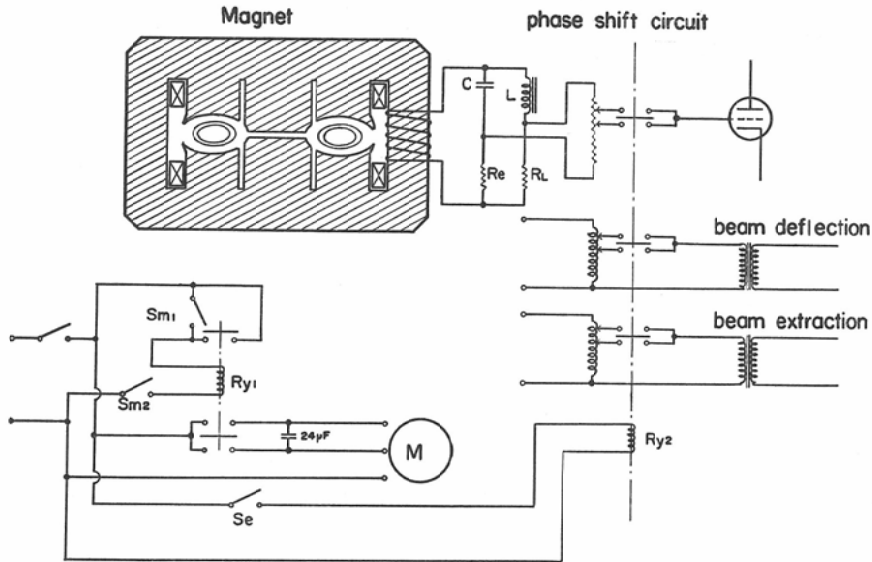 Magnet
phase shift circuit
C
L
Re
RL
beam deflection
Sm1
beam extraction
Ry1
Sm2
24μF
M
Ry2
Se